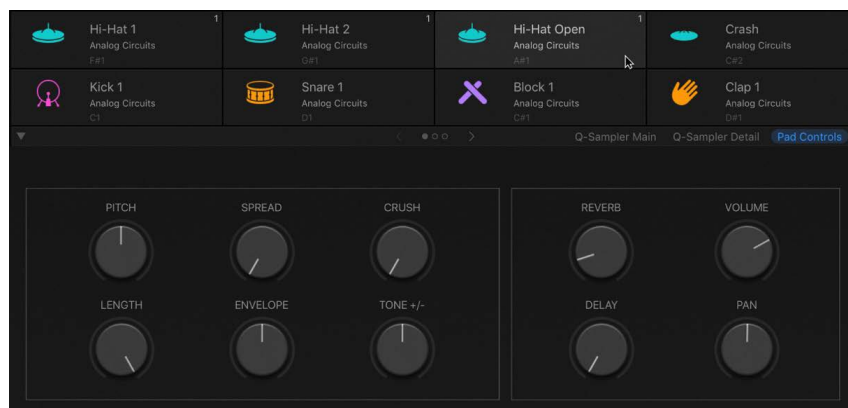 Hi-Hat 1
1
Analog Circuits
F#1
Hi-Hat 2
1
Analog Circuits
G#1
Hi-Hat Open
1
Analog Circuits
A#1
Crash
Analog Circuits
C#2
Kick 1
Analog Circuits
C1
Snare 1
Analog Circuits
D1
Block 1
Analog Circuits
C#1
Clap 1
Analog Circuits
D#1
Q-Sampler Main
Q-Sampler Detail
Pad Controls
PITCH
SPREAD
CRUSH
REVERB
VOLUME
LENGTH
ENVELOPE
TONE +/-
DELAY
PAN